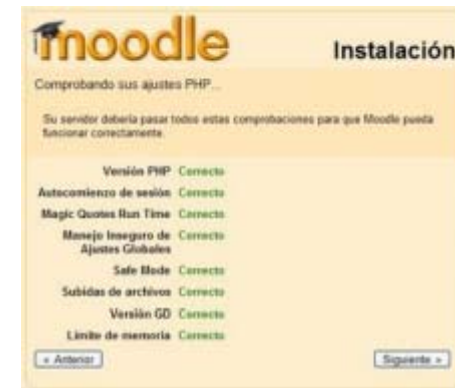 moodle
Instalación
Comprobando sus ajustes PHP...
Su servidor debería pasar todos estas comprobaciones para que Moodle pueda
funcionar correctamente.
Versión PHP Correcto
Autocomienzo de sesión Correcto
Magic Quotes Run Time Correcto
Manejo Inseguro de Correcto
Ajustes Globales
Safe Mode Correcto
Subidas de archivos Correcto
Versión GD Correcto
Límite de memoria Correcto
« Anterior
Siguiente »